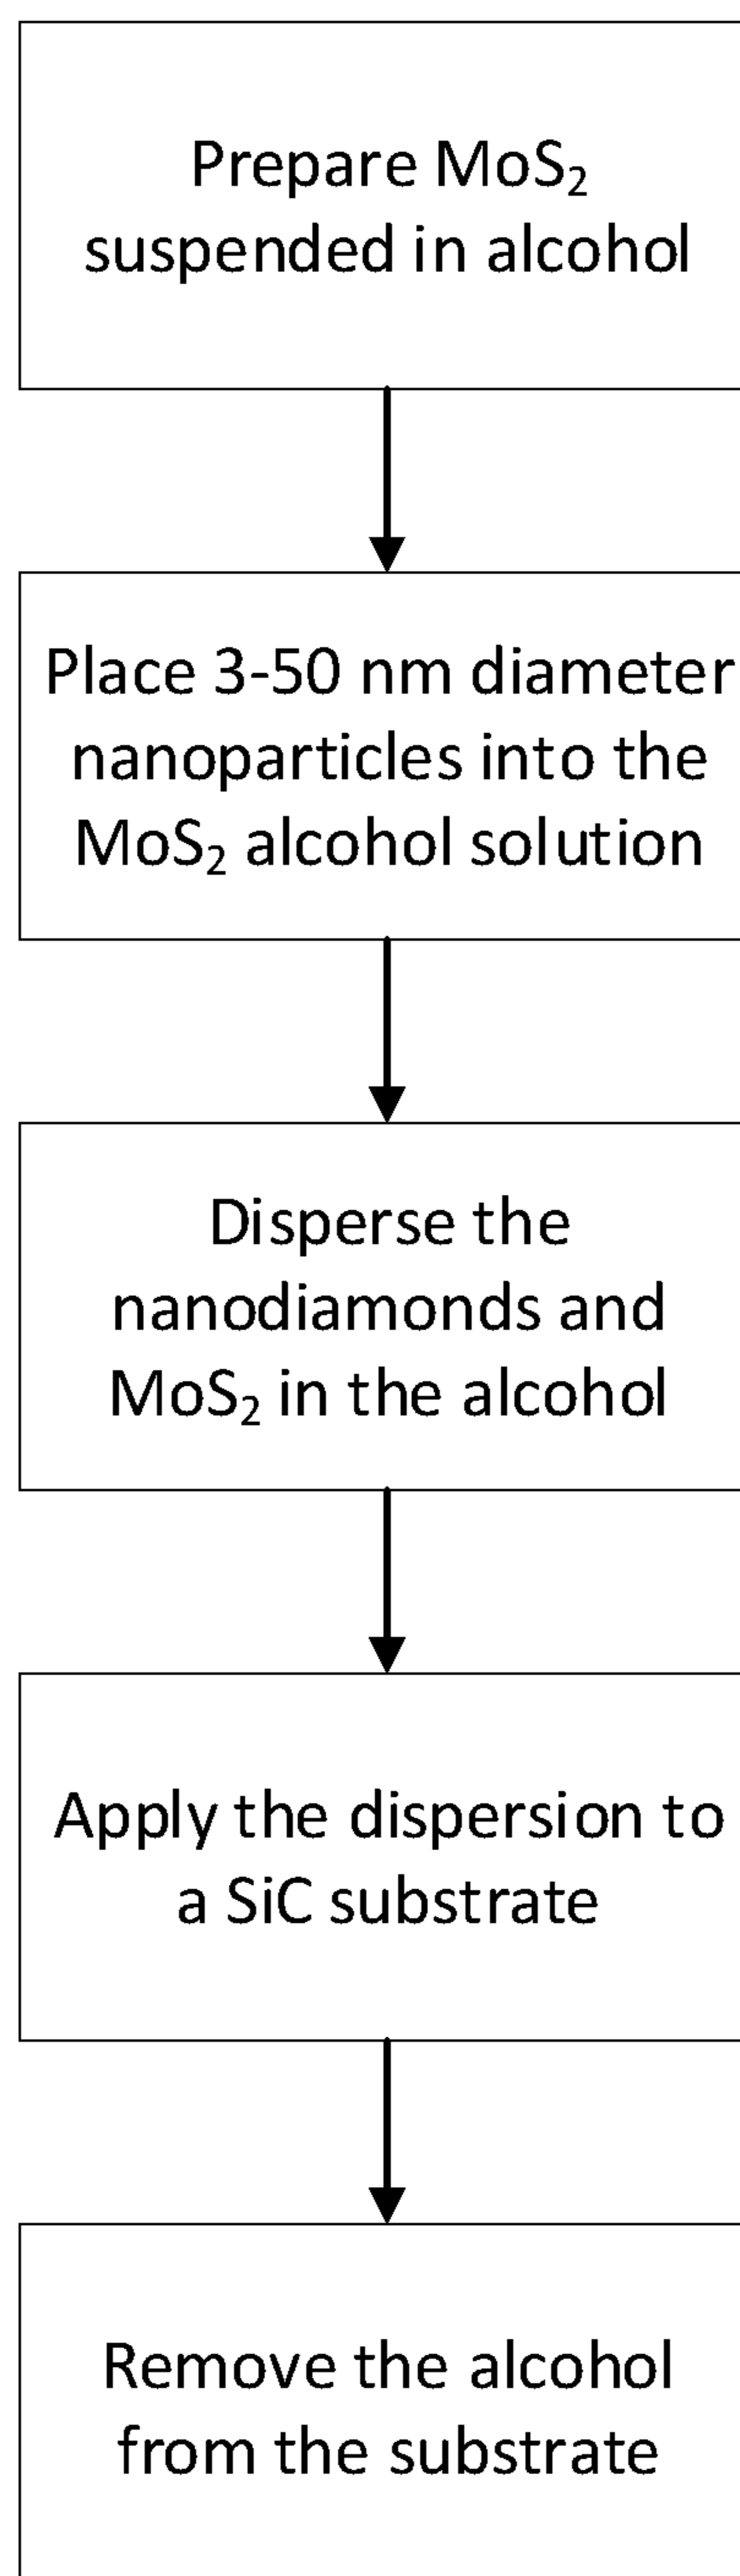 Prepare MoS₂
suspended in alcohol
Place 3-50 nm diameter
nanoparticles into the
MoS₂ alcohol solution
Disperse the
nanodiamonds and
MoS₂ in the alcohol
Apply the dispersion to
a SiC substrate
Remove the alcohol
from the substrate